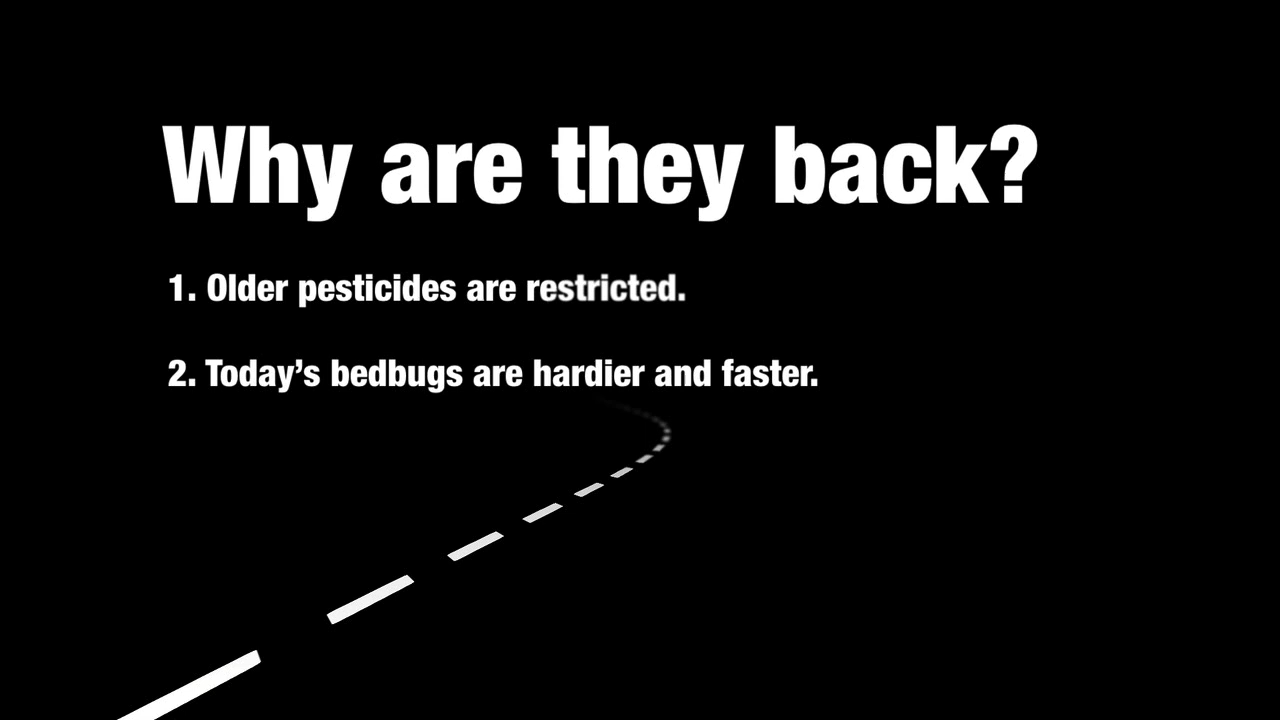 Why are they back?
1. Older pesticides are restricted.
2. Today’s bedbugs are hardier and faster.